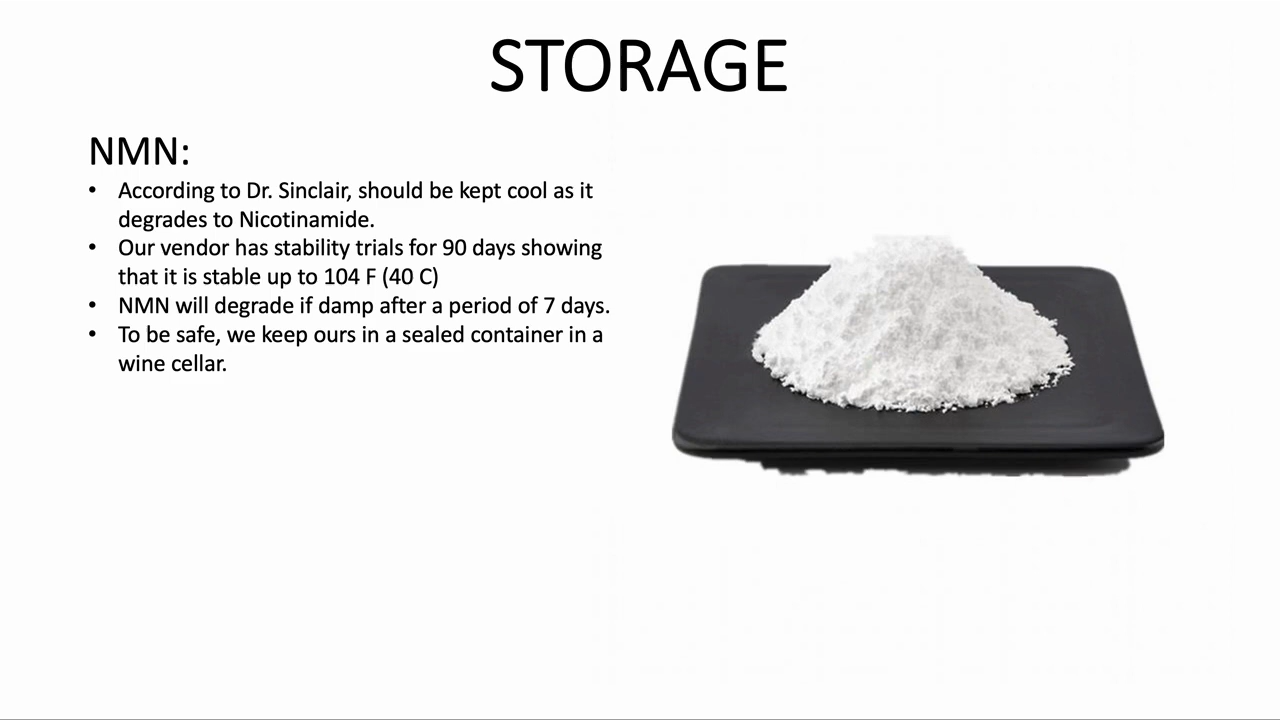 STORAGE
NMN:
• According to Dr. Sinclair, should be kept cool as it
degrades to Nicotinamide.
• Our vendor has stability trials for 90 days showing
that it is stable up to 104 F (40 C)
• NMN will degrade if damp after a period of 7 days.
• To be safe, we keep ours in a sealed container in a
wine cellar.